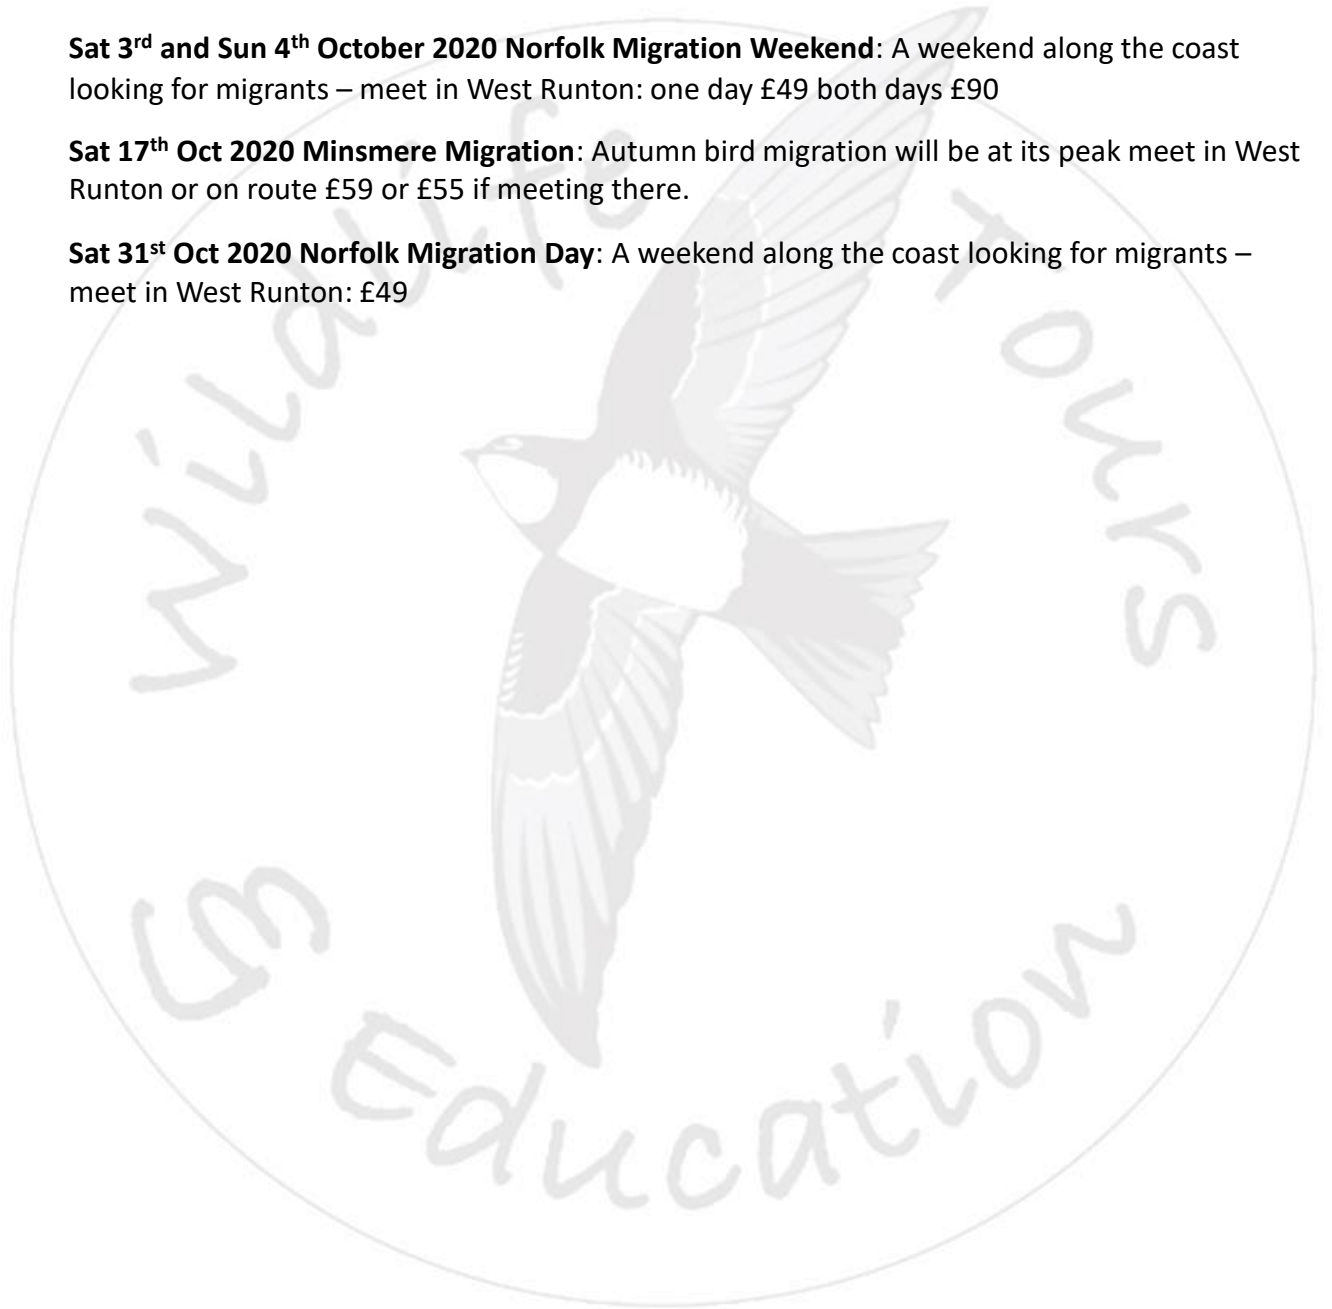 Sat 3rd and Sun 4th October 2020 Norfolk Migration Weekend: A weekend along the coast
looking for migrants – meet in West Runton: one day £49 both days £90
Sat 17th Oct 2020 Minsmere Migration: Autumn bird migration will be at its peak meet in West
Runton or on route £59 or £55 if meeting there.
Sat 31st Oct 2020 Norfolk Migration Day: A weekend along the coast looking for migrants –
meet in West Runton: £49
Wildlife Tours
Education